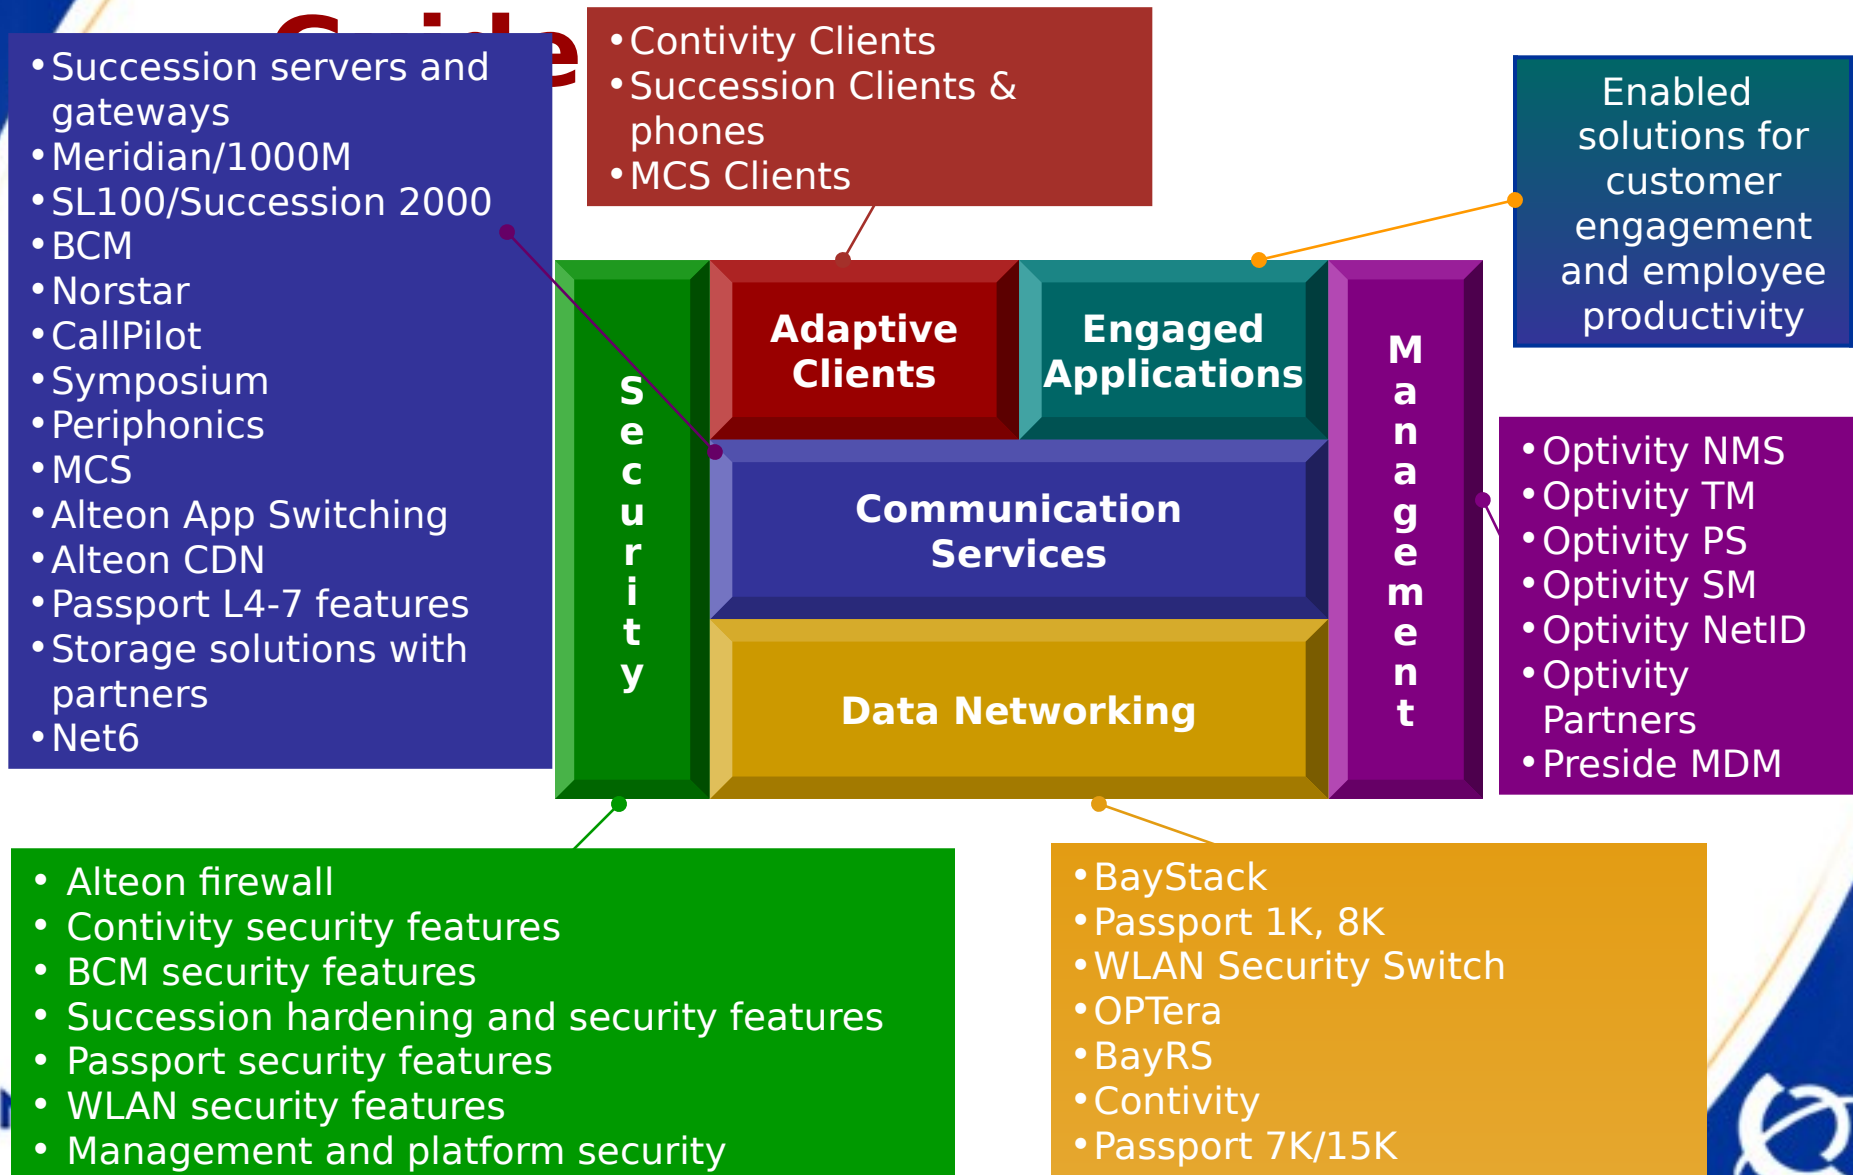 Guide
•Succession servers and
gateways
•Meridian/1000M
•SL100/Succession 2000
•BCM
•Norstar
•CallPilot
•Symposium
•Periphonics
•MCS
•Alteon App Switching
•Alteon CDN
•Passport L4-7 features
•Storage solutions with
partners
•Net6
•Contivity Clients
•Succession Clients &
phones
•MCS Clients
Enabled
solutions for
customer
engagement
and employee
productivity
Security
Adaptive
Clients
Engaged
Applications
Communication
Services
Data Networking
Management
•Optivity NMS
•Optivity TM
•Optivity PS
•Optivity SM
•Optivity NetID
•Optivity
Partners
•Preside MDM
• Alteon firewall
• Contivity security features
• BCM security features
• Succession hardening and security features
• Passport security features
• WLAN security features
• Management and platform security
•BayStack
•Passport 1K, 8K
•WLAN Security Switch
•OPTera
•BayRS
•Contivity
•Passport 7K/15K